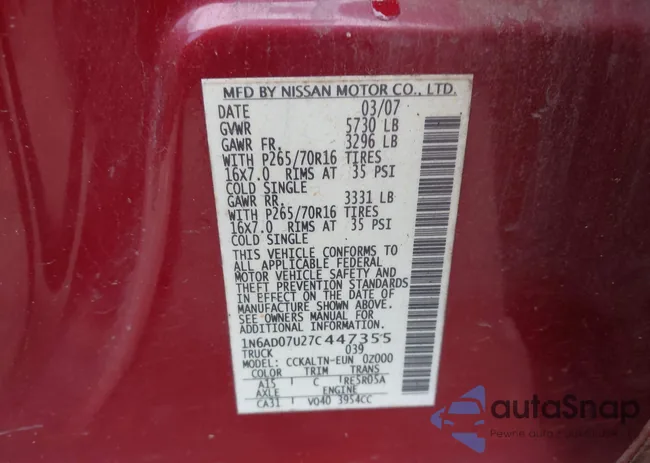 MFD BY NISSAN MOTOR CO., LTD.
DATE 03/07
GVWR 5730 LB
GAWR FR. 3296 LB
WITH P265/70R16 TIRES
16X7.0 RIMS AT 35 PSI
COLD SINGLE
GAWR RR. 3331 LB
WITH P265/70R16 TIRES
16X7.0 RIMS AT 35 PSI
COLD SINGLE
THIS VEHICLE CONFORMS TO
ALL APPLICABLE FEDERAL
MOTOR VEHICLE SAFETY AND
THEFT PREVENTION STANDARDS
IN EFFECT ON THE DATE OF
MANUFACTURE SHOWN ABOVE.
SEE OWNERS MANUAL FOR
ADDITIONAL INFORMATION
1N6AD07U27C447355
TRUCK 039
MODEL: CCKALTN-EUN 0Z000
COLOR TRIM TRANS
A15 C RE5R05A
AXLE ENGINE
CA31 VQ40 3954CC
autaSnap